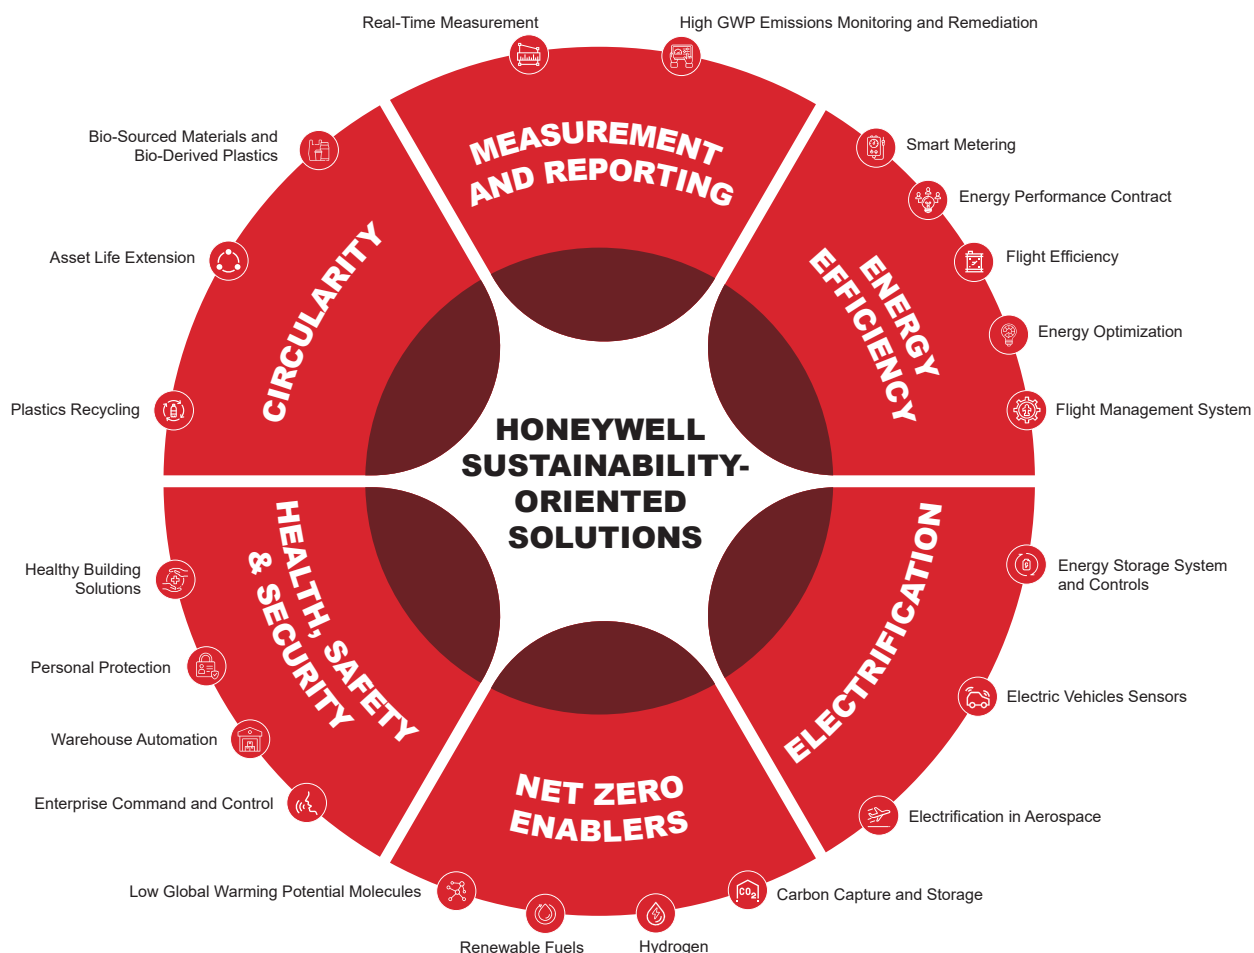 Real-Time Measurement
High GWP Emissions Monitoring and Remediation
MEASUREMENT
AND REPORTING
Smart Metering
Energy Performance Contract
Flight Efficiency
Energy Optimization
Flight Management System
ENERGY
EFFICIENCY
Energy Storage System
and Controls
Electric Vehicles Sensors
Electrification in Aerospace
ELECTRIFICATION
Carbon Capture and Storage
CO2
Hydrogen
Renewable Fuels
Low Global Warming Potential Molecules
NET ZERO
ENABLERS
Enterprise Command and Control
Warehouse Automation
Personal Protection
Healthy Building
Solutions
HEALTH, SAFETY
& SECURITY
Plastics Recycling
Asset Life Extension
Bio-Sourced Materials and
Bio-Derived Plastics
CIRCULARITY
HONEYWELL
SUSTAINABILITY-
ORIENTED
SOLUTIONS